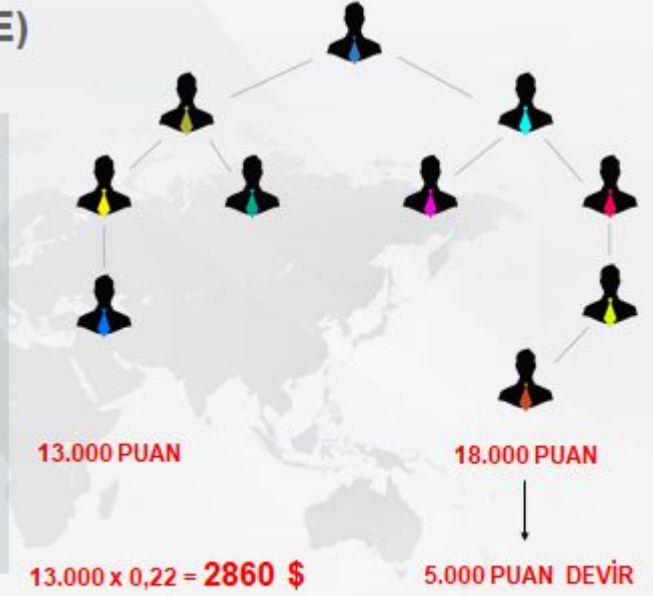 E)
13.000 PUAN
18.000 PUAN
13.000 x 0,22 = 2860 $
5.000 PUAN DEVİR